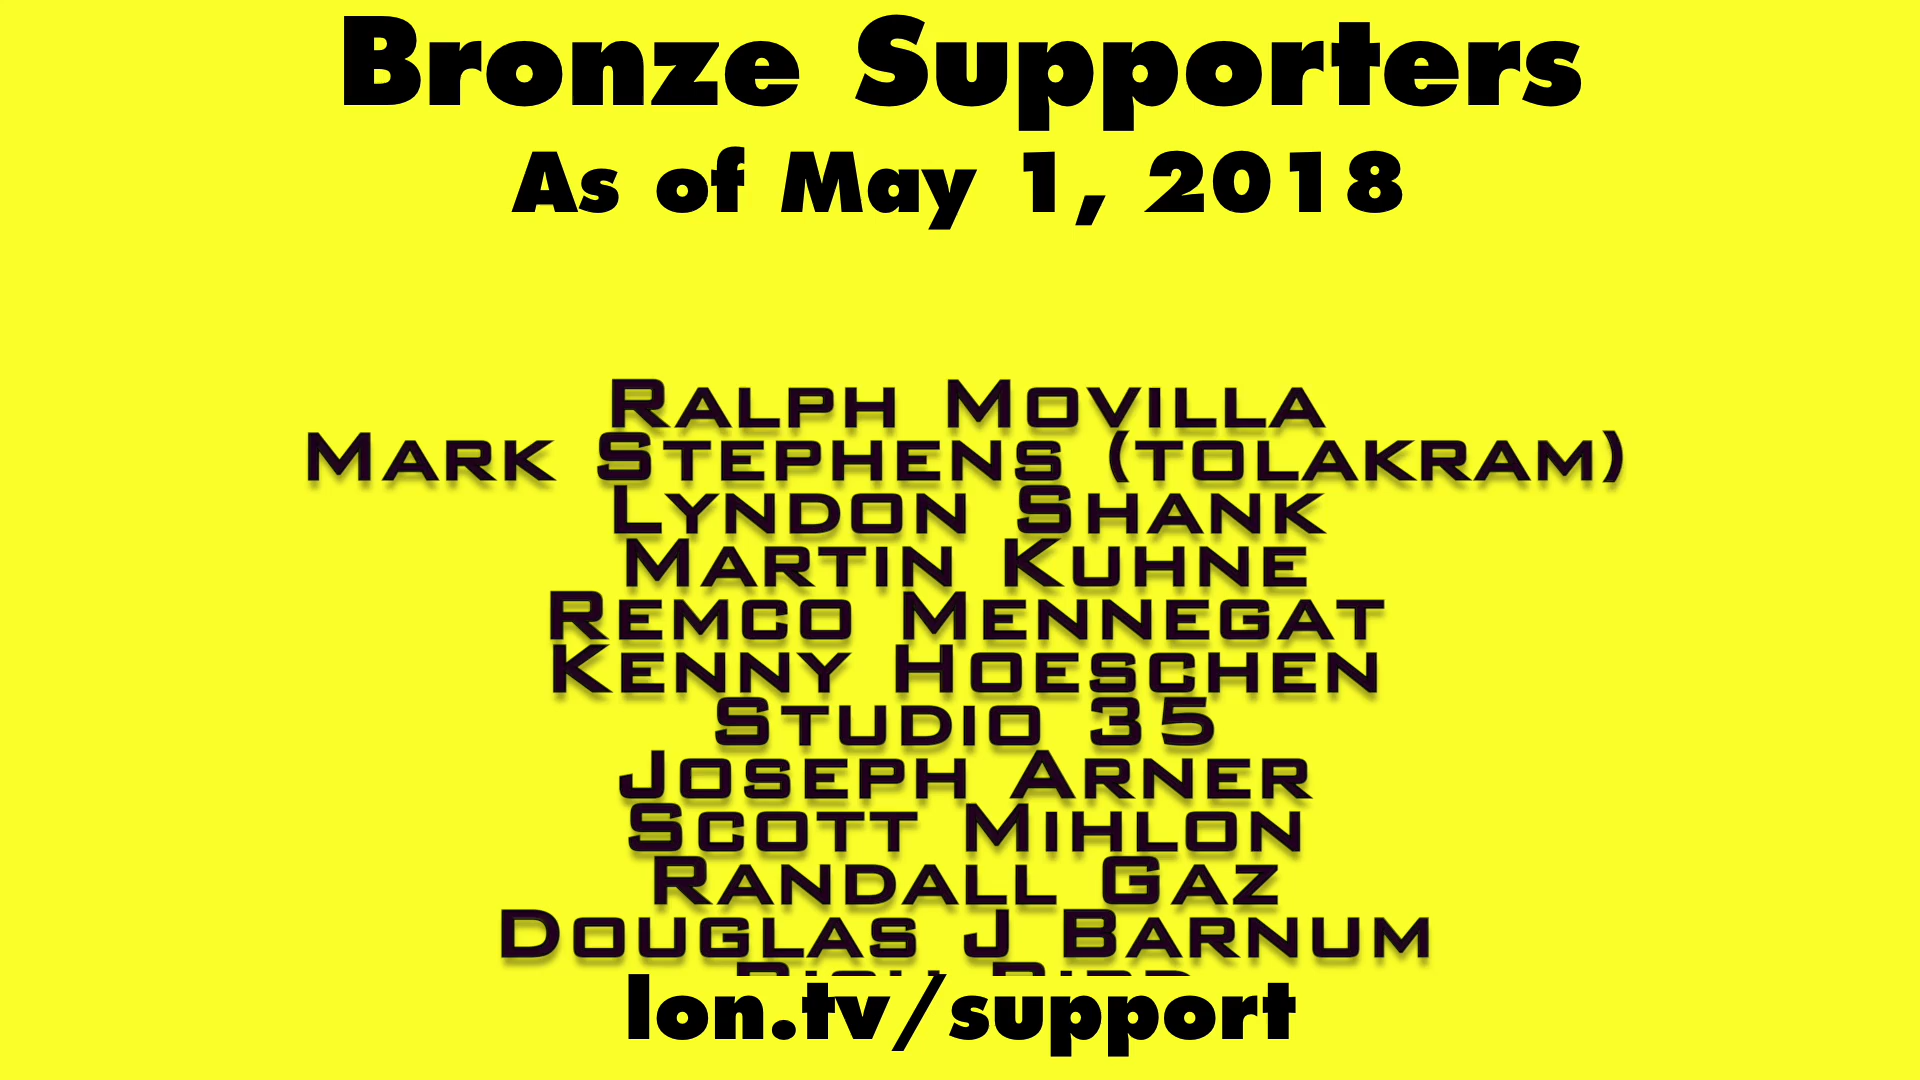 Bronze Supporters
As of May 1, 2018
Ralph Movilla
Mark Stephens (tolakram)
Lyndon Shank
Martin Kuhne
Remco Mennegat
Kenny Hoeschen
Studio 35
Joseph Arner
Scott Mihlon
Randall Gaz
Douglas J Barnum
lon.tv/support